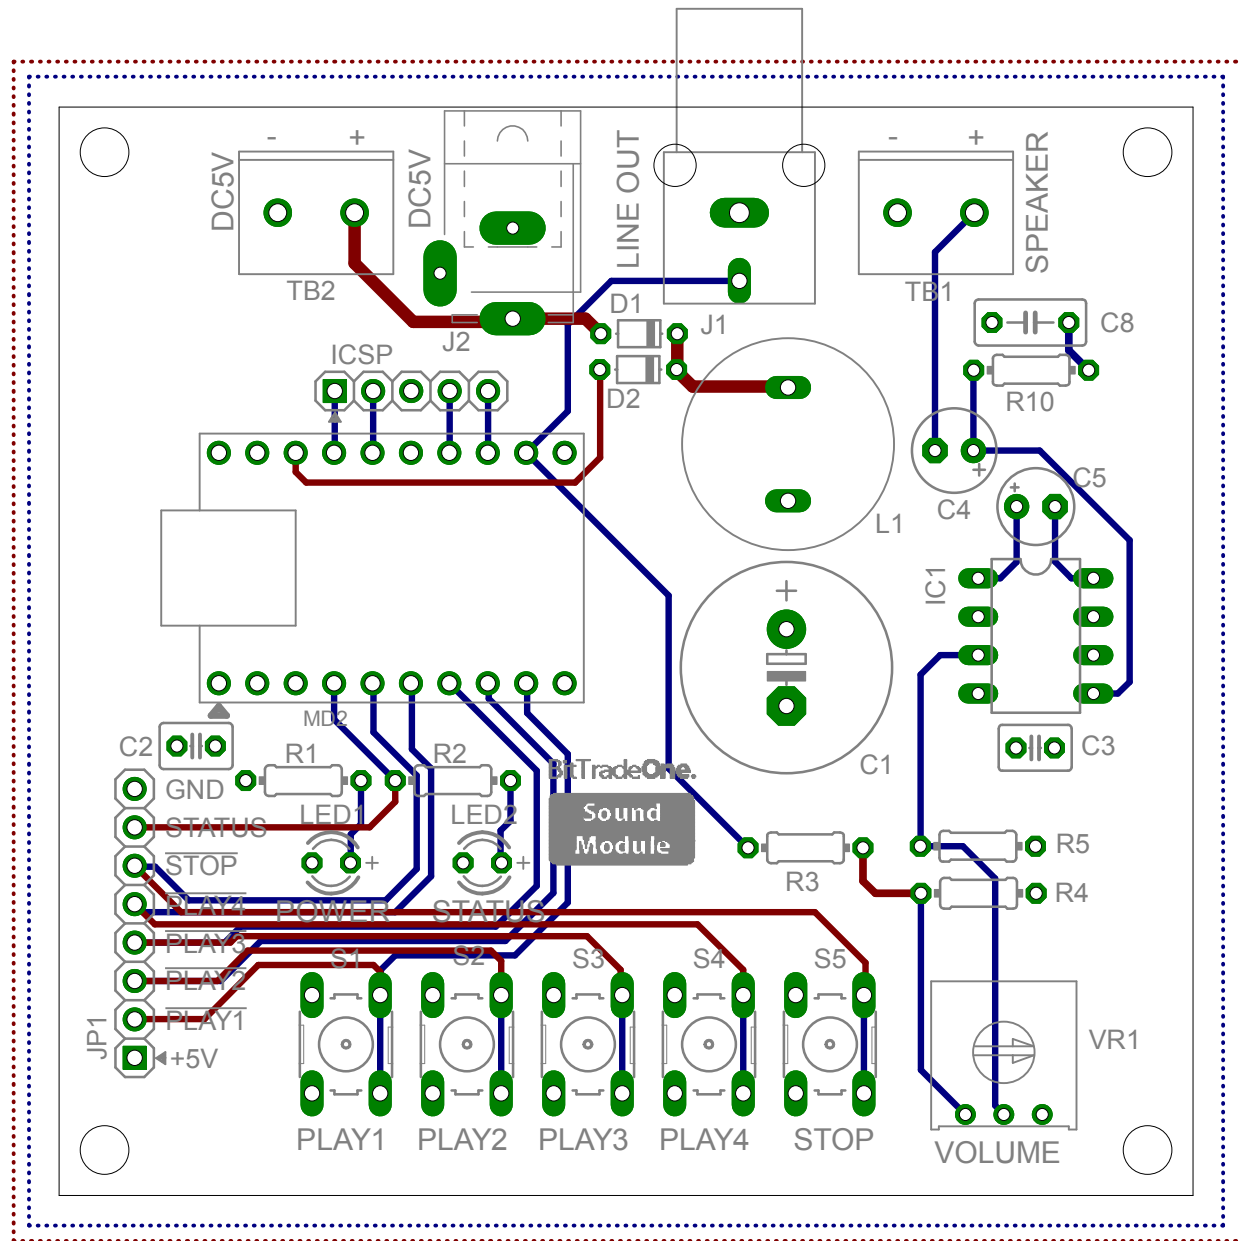 - +
DC5V
TB2
DC5V
J2
LINE OUT
J1
- +
SPEAKER
TB1
D1
D2
C8
R10
ICSP
L1
C4
+
C5
+
IC1
MD2
+
C1
C2
R1
R2
C3
BitTradeOne.
Sound
Module
LED1
+
POWER
LED2
+
STATUS
R3
R5
R4
GND
STATUS
STOP
PLAY4
PLAY3
PLAY2
PLAY1
+5V
JP1
S1
S2
S3
S4
S5
VR1
PLAY1
PLAY2
PLAY3
PLAY4
STOP
VOLUME